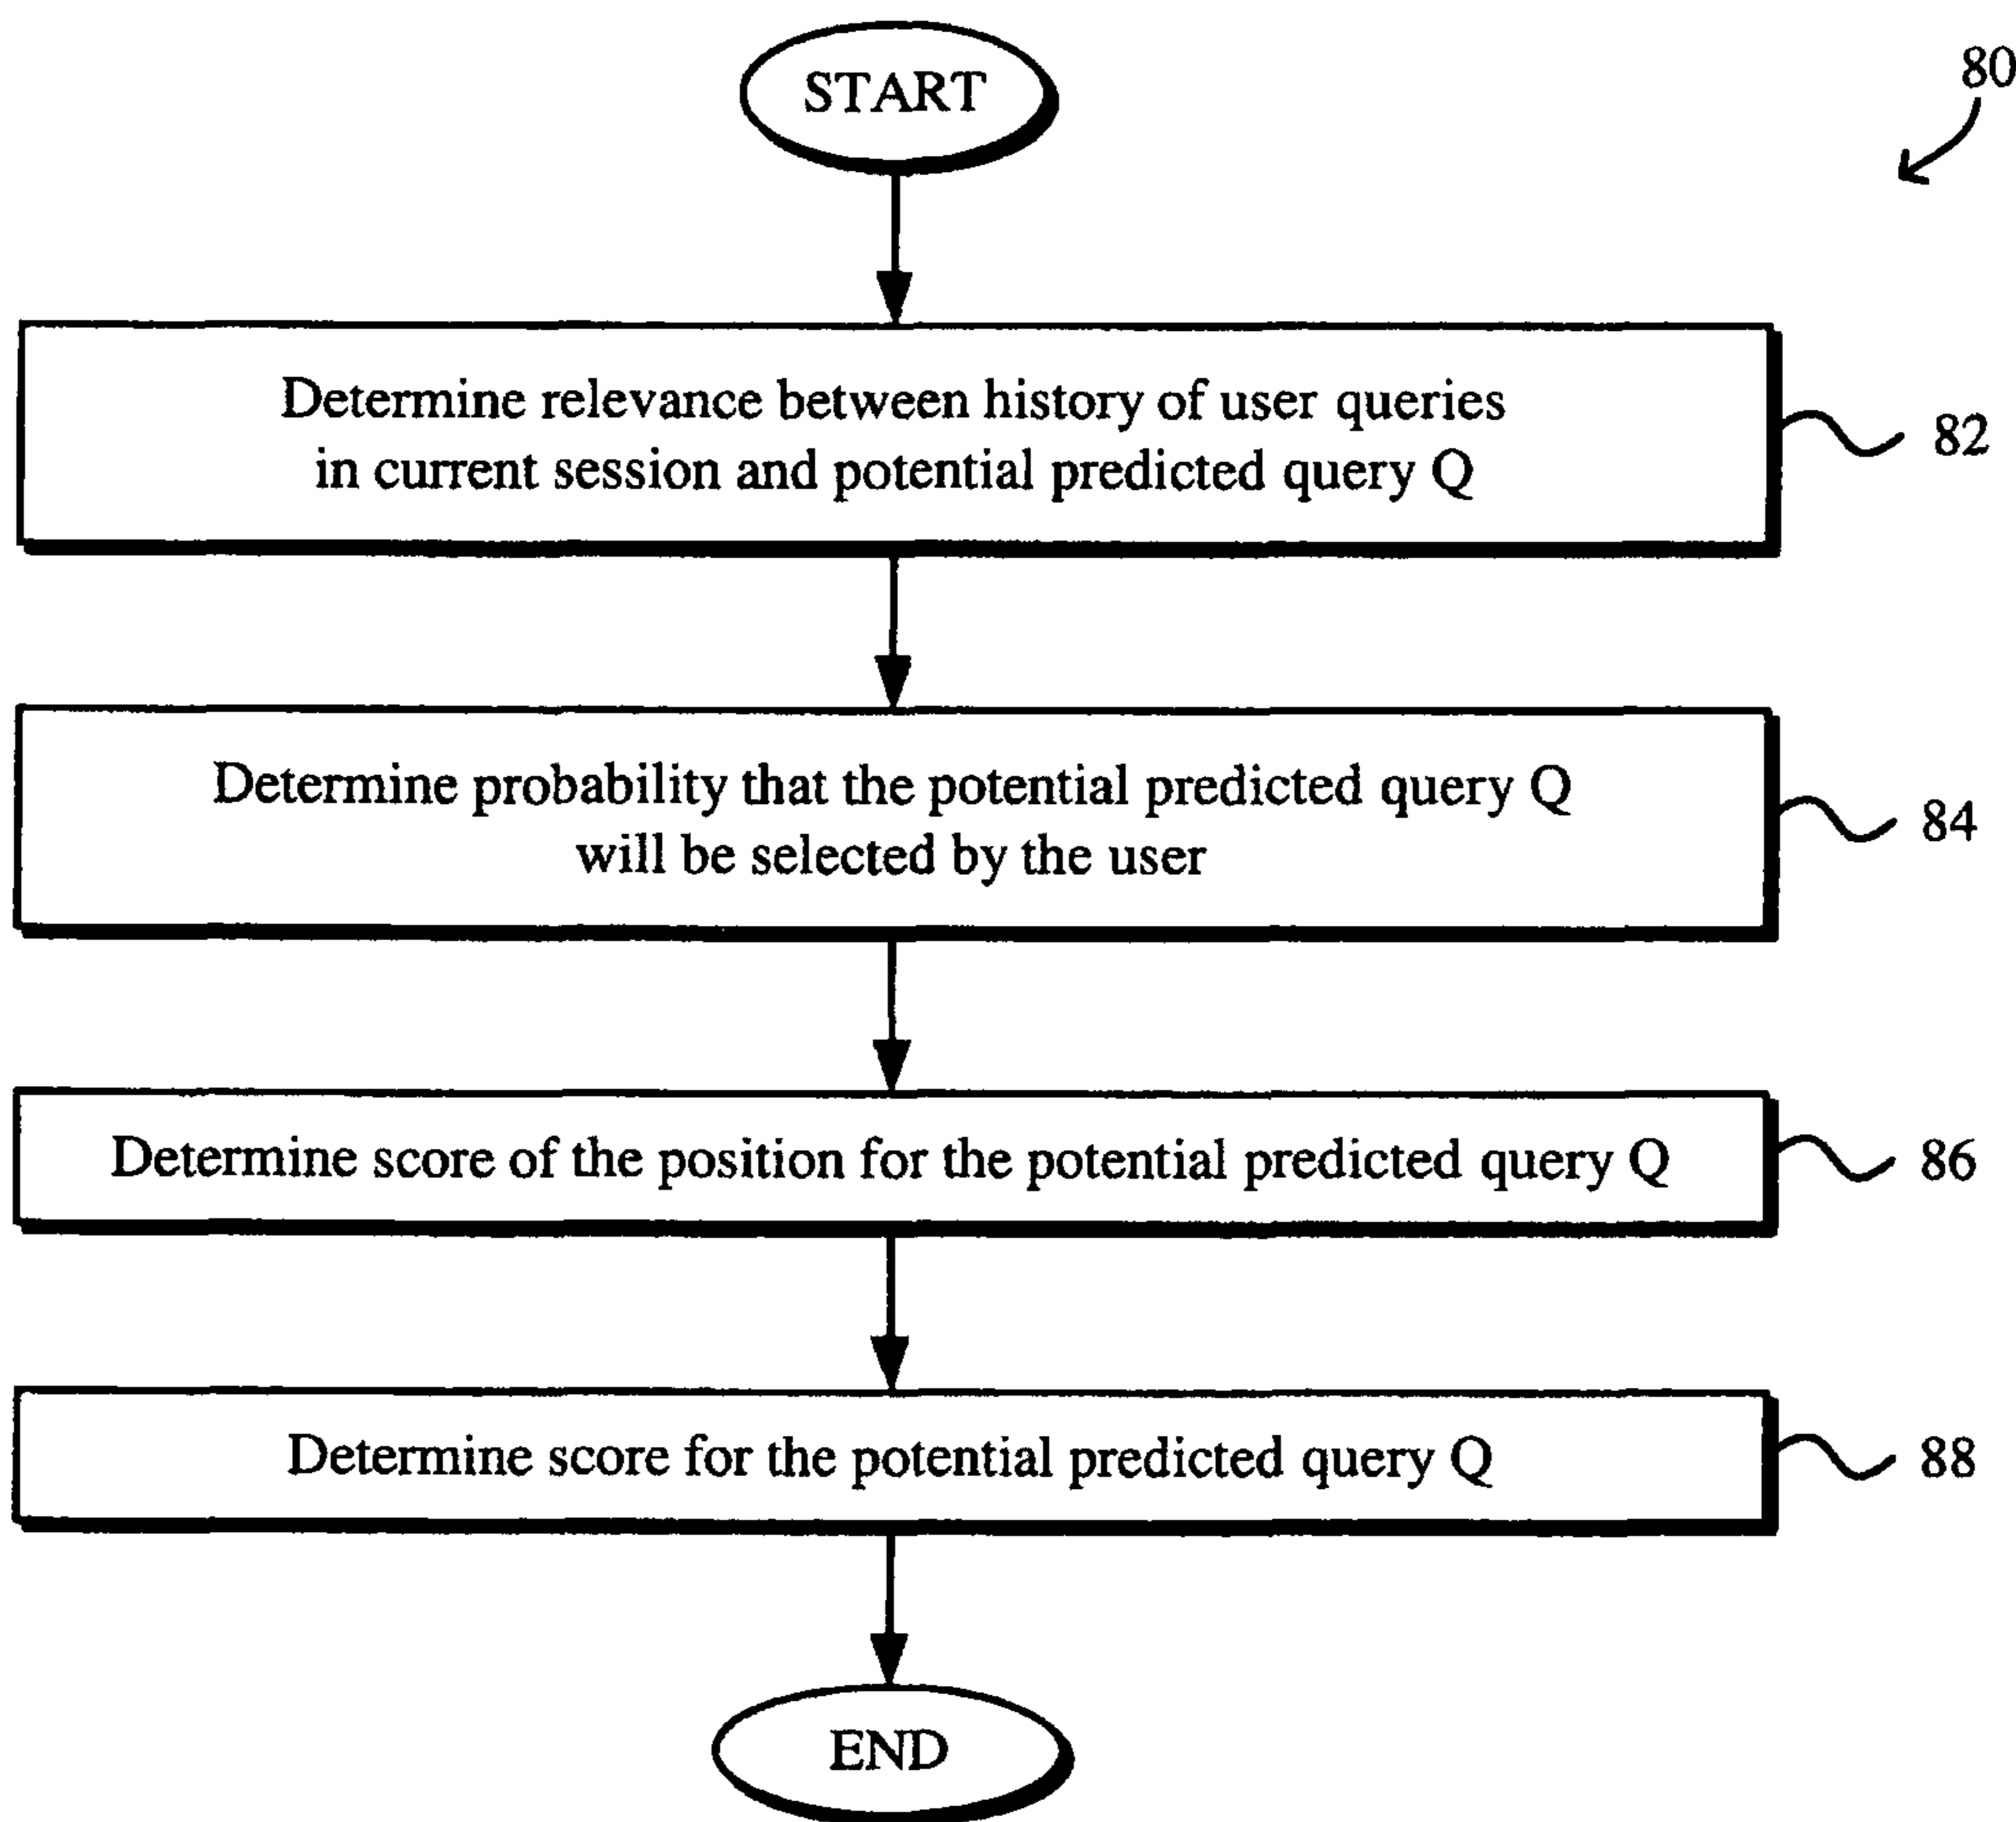 START
80
Determine relevance between history of user queries
in current session and potential predicted query Q
82
Determine probability that the potential predicted query Q
will be selected by the user
84
Determine score of the position for the potential predicted query Q
86
Determine score for the potential predicted query Q
88
END